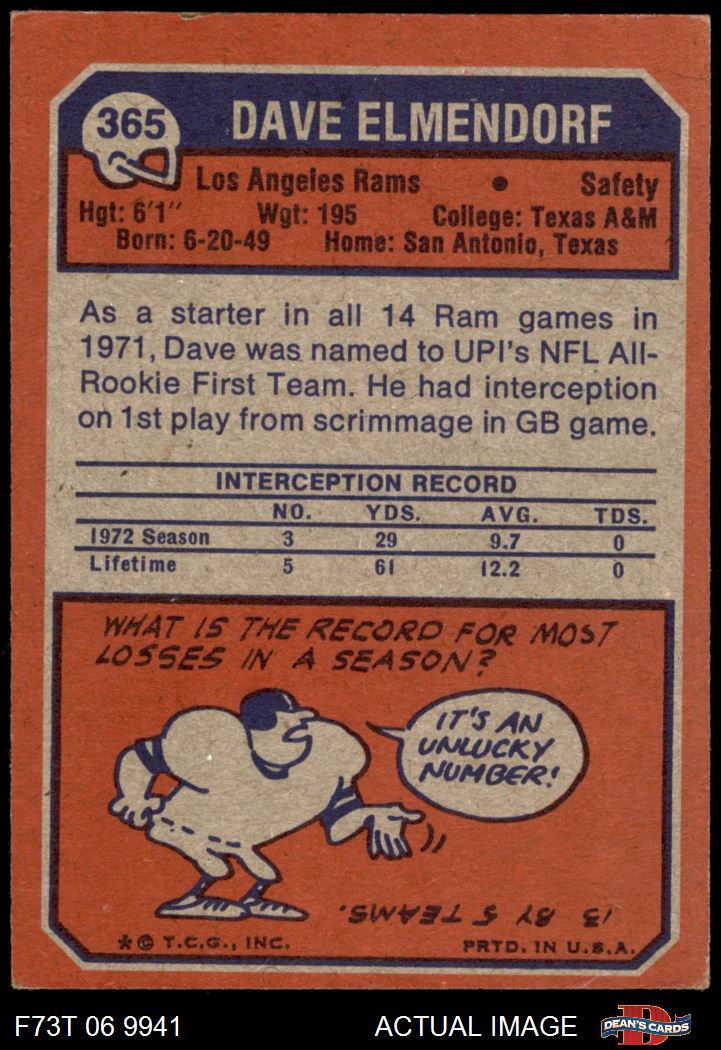 365
DAVE ELMENDORF
Los Angeles Rams • Safety
Hgt: 6'1" Wgt: 195 College: Texas A&M
Born: 6-20-49 Home: San Antonio, Texas
As a starter in all 14 Ram games in
1971, Dave was named to UPI's NFL All-
Rookie First Team. He had interception
on 1st play from scrimmage in GB game.
INTERCEPTION RECORD
NO. YDS. AVG. TDS.
1972 Season 3 29 9.7 0
Lifetime 5 61 12.2 0
WHAT IS THE RECORD FOR MOST
LOSSES IN A SEASON?
IT'S AN
UNLUCKY
NUMBER!
13 BY 5 TEAMS.
*© T.C.G., INC. PRTD. IN U.S.A.
F73T 06 9941 ACTUAL IMAGE
D
DEAN'S CARDS